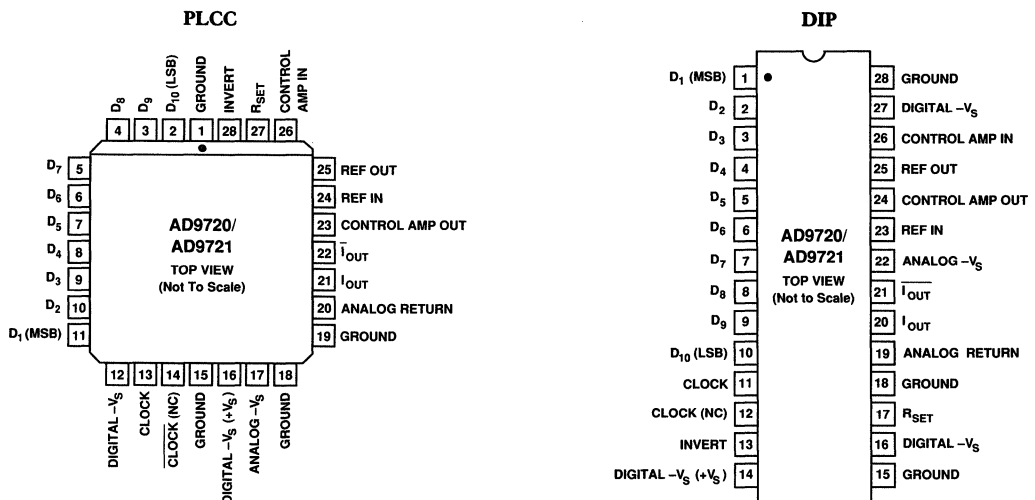 PLCC
D8
D9
D10 (LSB)
GROUND
INVERT
RSET
CONTROL
AMP IN
4 3 2 1 28 27 26
D7 5
D6 6
D5 7
D4 8
D3 9
D2 10
D1 (MSB) 11
AD9720/
AD9721
TOP VIEW
(Not To Scale)
25 REF OUT
24 REF IN
23 CONTROL AMP OUT
22 I̅OUT
21 IOUT
20 ANALOG RETURN
19 GROUND
12 13 14 15 16 17 18
DIGITAL –VS
CLOCK
C̅L̅O̅C̅K̅ (NC)
GROUND
DIGITAL –VS (+VS)
ANALOG –VS
GROUND
DIP
D1 (MSB) 1
D2 2
D3 3
D4 4
D5 5
D6 6
D7 7
D8 8
D9 9
D10 (LSB) 10
CLOCK 11
CLOCK (NC) 12
INVERT 13
DIGITAL –VS (+VS) 14
AD9720/
AD9721
TOP VIEW
(Not to Scale)
28 GROUND
27 DIGITAL –VS
26 CONTROL AMP IN
25 REF OUT
24 CONTROL AMP OUT
23 REF IN
22 ANALOG –VS
21 I̅O̅U̅T̅
20 IOUT
19 ANALOG RETURN
18 GROUND
17 RSET
16 DIGITAL –VS
15 GROUND